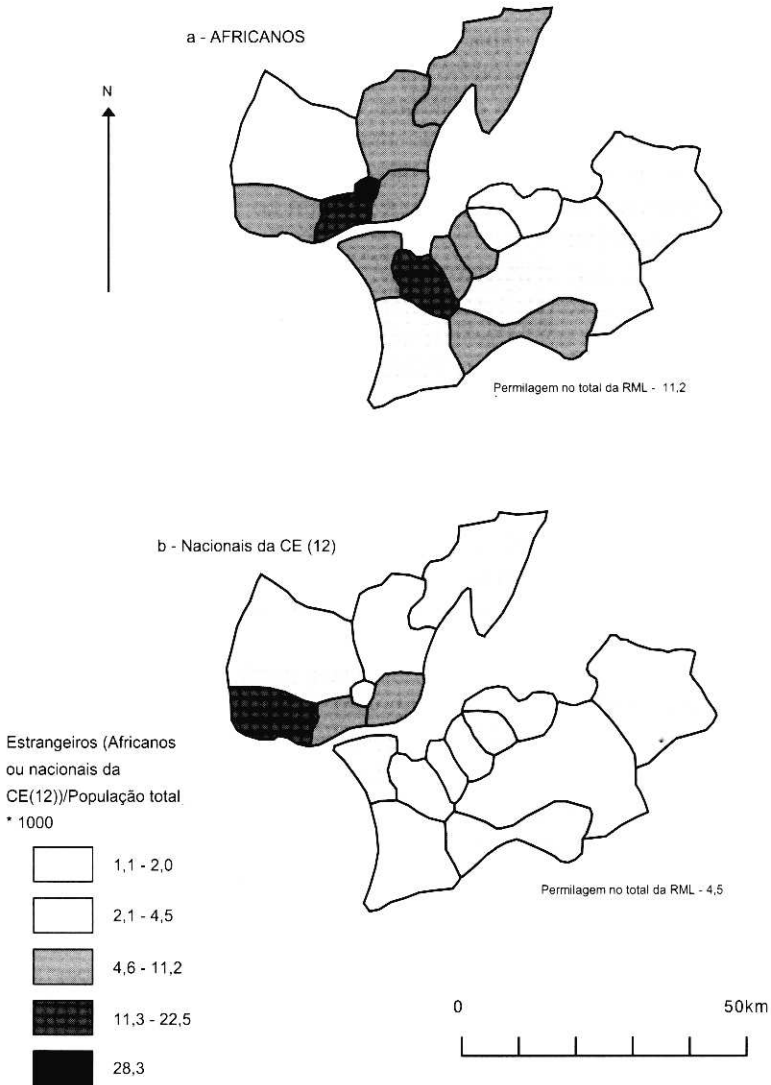 a - AFRICANOS
N
Permilagem no total da RML - 11,2
b - Nacionais da CE (12)
Estrangeiros (Africanos
ou nacionais da
CE(12))/População total
* 1000
1,1 - 2,0
2,1 - 4,5
4,6 - 11,2
11,3 - 22,5
28,3
Permilagem no total da RML - 4,5
0
50km